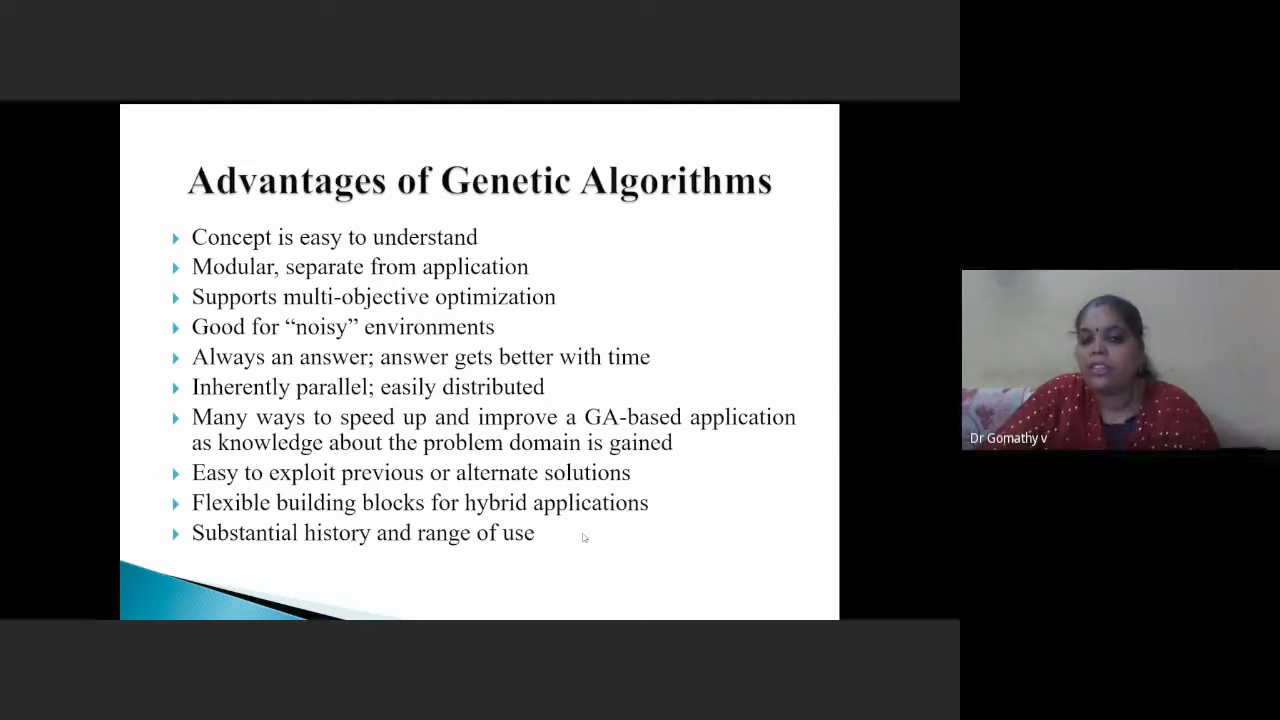 Advantages of Genetic Algorithms
Concept is easy to understand
Modular, separate from application
Supports multi-objective optimization
Good for “noisy” environments
Always an answer; answer gets better with time
Inherently parallel; easily distributed
Many ways to speed up and improve a GA-based application
as knowledge about the problem domain is gained
Easy to exploit previous or alternate solutions
Flexible building blocks for hybrid applications
Substantial history and range of use
Dr Gomathy v